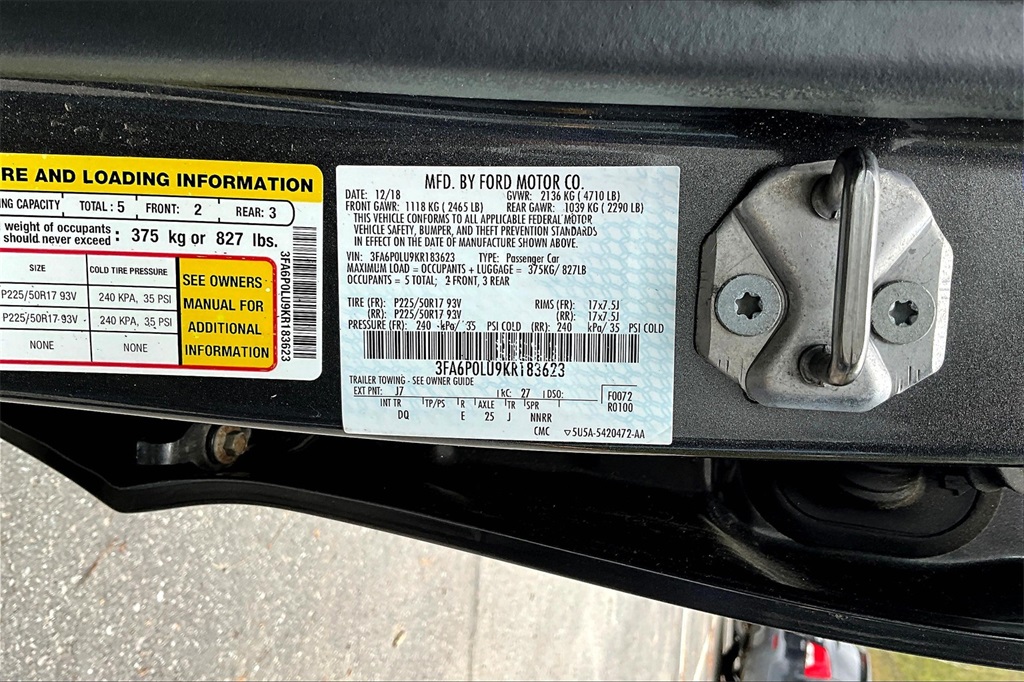 RE AND LOADING INFORMATION
NG CAPACITY TOTAL: 5 FRONT: 2 REAR: 3
weight of occupants
should never exceed: 375 kg or 827 lbs.
SIZE COLD TIRE PRESSURE
P225/50R17 93V 240 KPA, 35 PSI
P225/50R17 93V 240 KPA, 35 PSI
NONE NONE
SEE OWNERS
MANUAL FOR
ADDITIONAL
INFORMATION
3FA6P0LU9KR183623
MFD. BY FORD MOTOR CO.
DATE: 12/18 GVWR: 2136 KG (4710 LB)
FRONT GAWR: 1118 KG (2465 LB) REAR GAWR: 1039 KG (2290 LB)
THIS VEHICLE CONFORMS TO ALL APPLICABLE FEDERAL MOTOR
VEHICLE SAFETY, BUMPER, AND THEFT PREVENTION STANDARDS
IN EFFECT ON THE DATE OF MANUFACTURE SHOWN ABOVE.
VIN: 3FA6P0LU9KR183623 TYPE: Passenger Car
MAXIMUM LOAD = OCCUPANTS + LUGGAGE = 375KG/ 827LB
OCCUPANTS = 5 TOTAL; 2 FRONT, 3 REAR
TIRE (FR): P225/50R17 93V RIMS (FR): 17x7.5J
(RR): P225/50R17 93V (RR): 17x7.5J
PRESSURE (FR): 240 kPa/ 35 PSI COLD (RR): 240 kPa/ 35 PSI COLD
3FA6P0LU9KR183623
TRAILER TOWING - SEE OWNER GUIDE
EXT PNT: J7 RC: 27 DSO: F0072
INT TR TP/PS R AXLE TR SPR R0100
DQ E 25 J NNRR
CMC ▽5U5A-5420472-AA